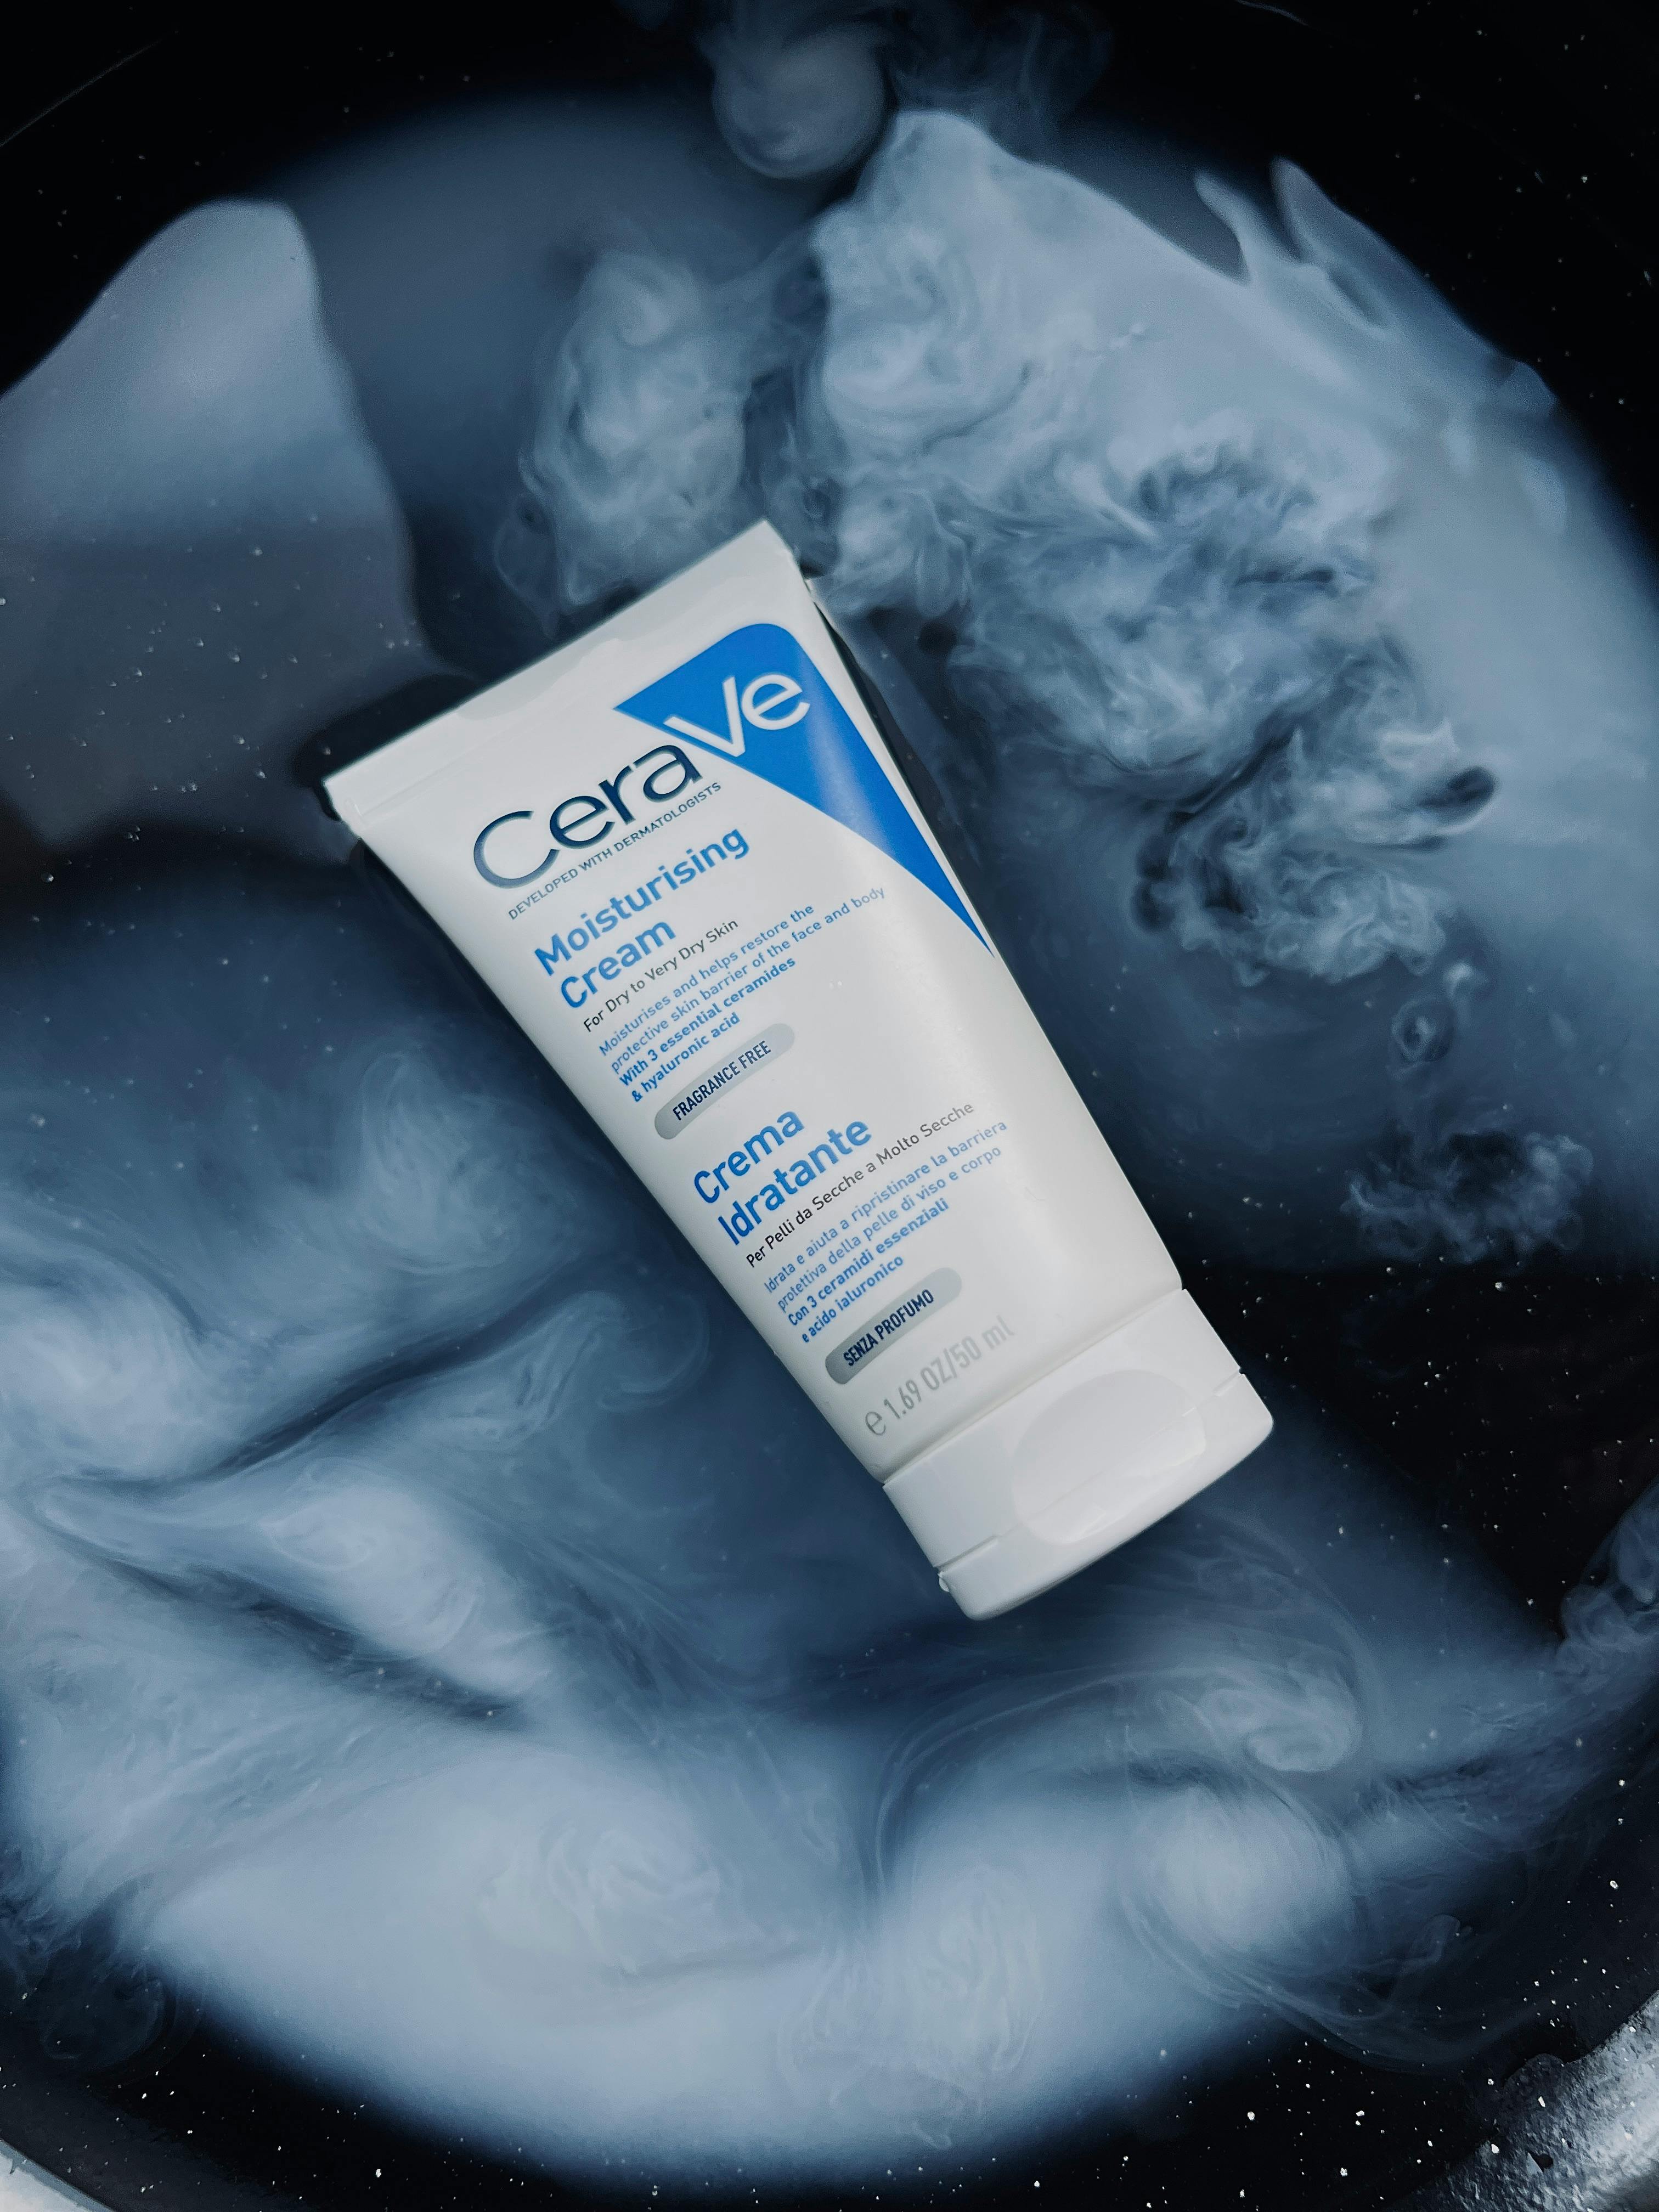 CeraVe
DEVELOPED WITH DERMATOLOGISTS
Moisturising
Cream
For Dry to Very Dry Skin
Moisturises and helps restore the
protective skin barrier of the face and body
With 3 essential ceramides
& hyaluronic acid
FRAGRANCE FREE
Crema
Idratante
Per Pelli da Secche a Molto Secche
Idrata e aiuta a ripristinare la barriera
protettiva della pelle di viso e corpo
Con 3 ceramidi essenziali
e acido ialuronico
SENZA PROFUMO
e 1.69 OZ/50 ml